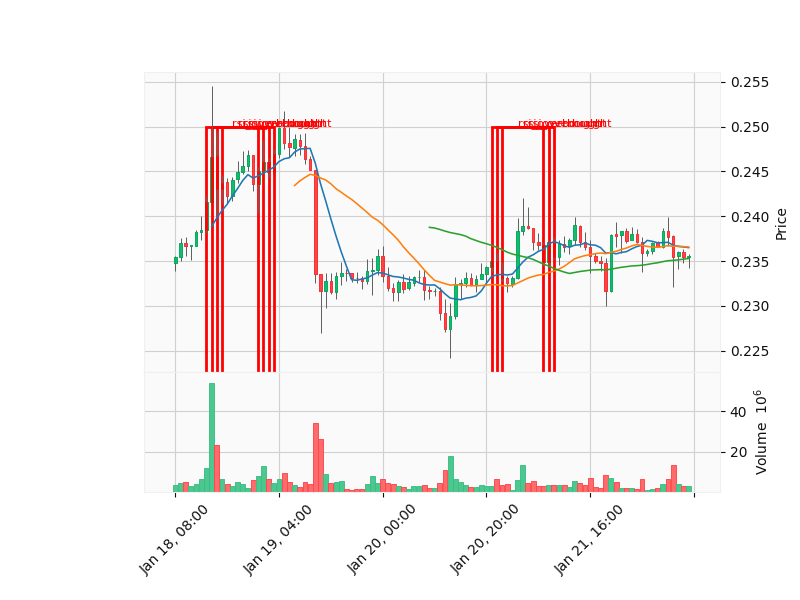 0.255
0.250
0.245
0.240
0.235
0.230
0.225
Price
40
20
Volume 10^6
Jan 18, 08:00
Jan 19, 04:00
Jan 20, 00:00
Jan 20, 20:00
Jan 21, 16:00